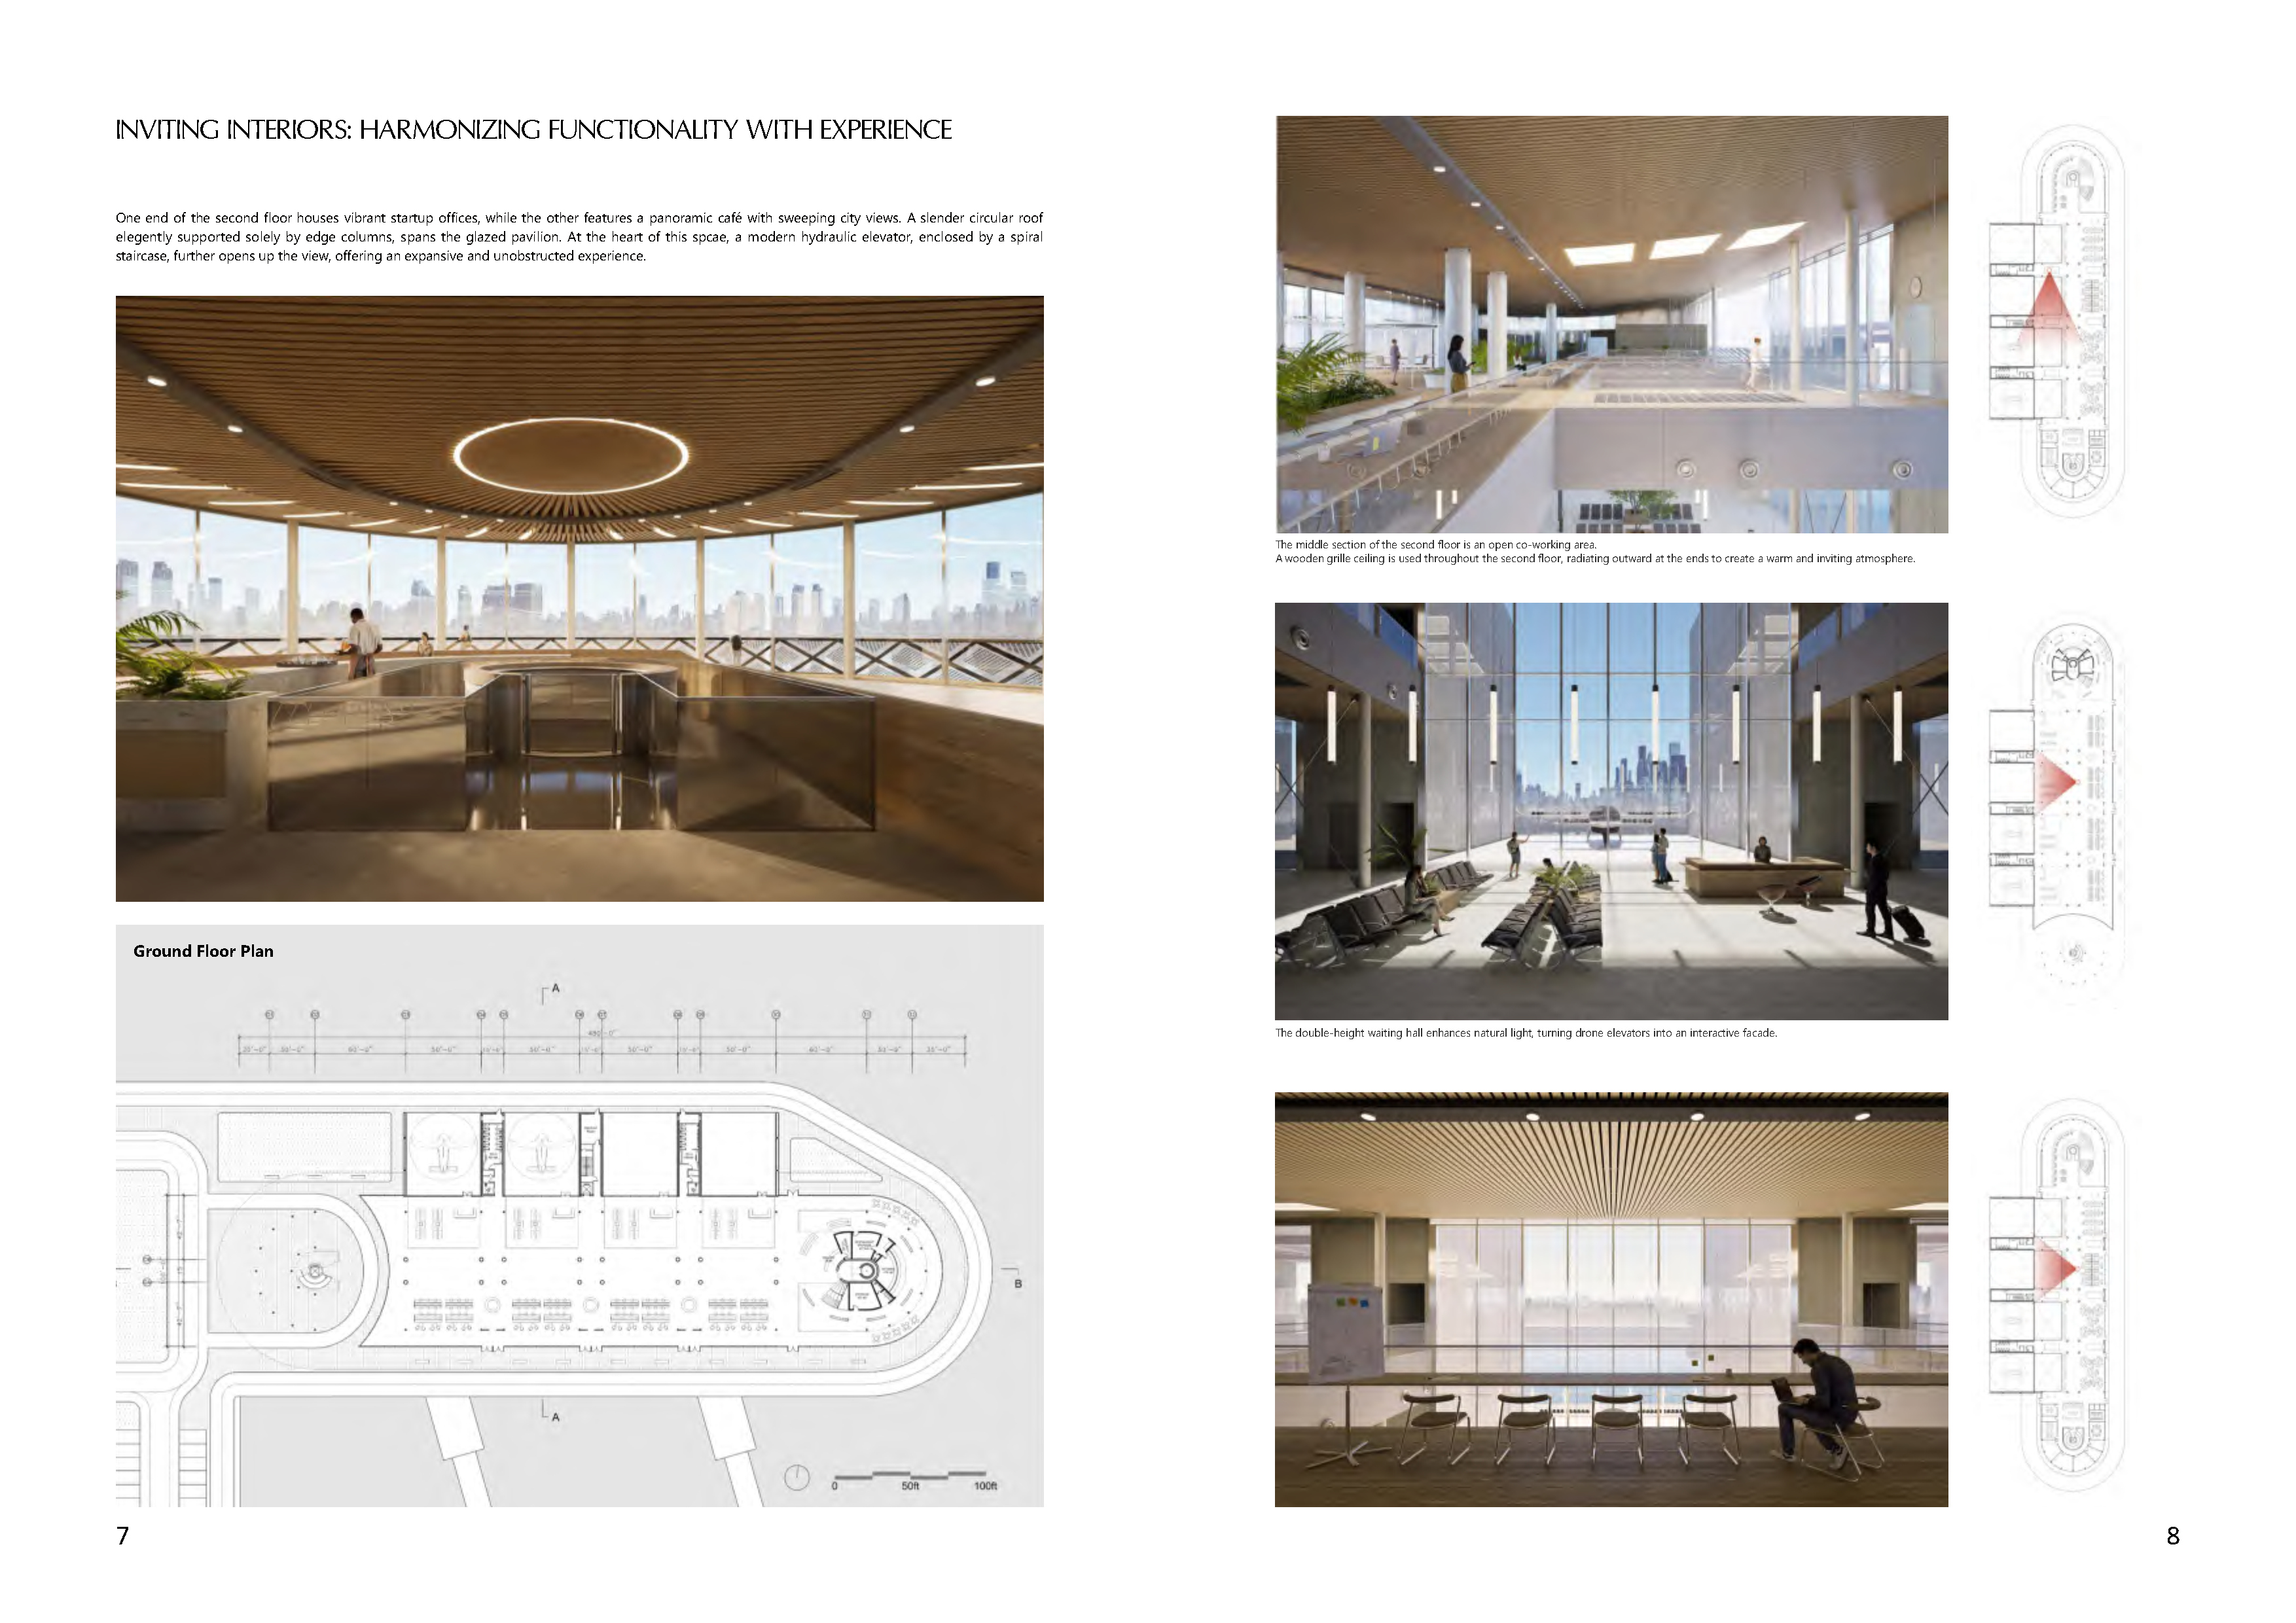 INVITING INTERIORS: HARMONIZING FUNCTIONALITY WITH EXPERIENCE
One end of the second floor houses vibrant startup offices, while the other features a panoramic café with sweeping city views. A slender circular roof
elegently supported solely by edge columns, spans the glazed pavilion. At the heart of this spcae, a modern hydraulic elevator, enclosed by a spiral
staircase, further opens up the view, offering an expansive and unobstructed experience.
Ground Floor Plan
A
480'-0"
B
A
0 50ft 100ft
7
The middle section of the second floor is an open co-working area.
A wooden grille ceiling is used throughout the second floor, radiating outward at the ends to create a warm and inviting atmosphere.
The double-height waiting hall enhances natural light, turning drone elevators into an interactive facade.
8